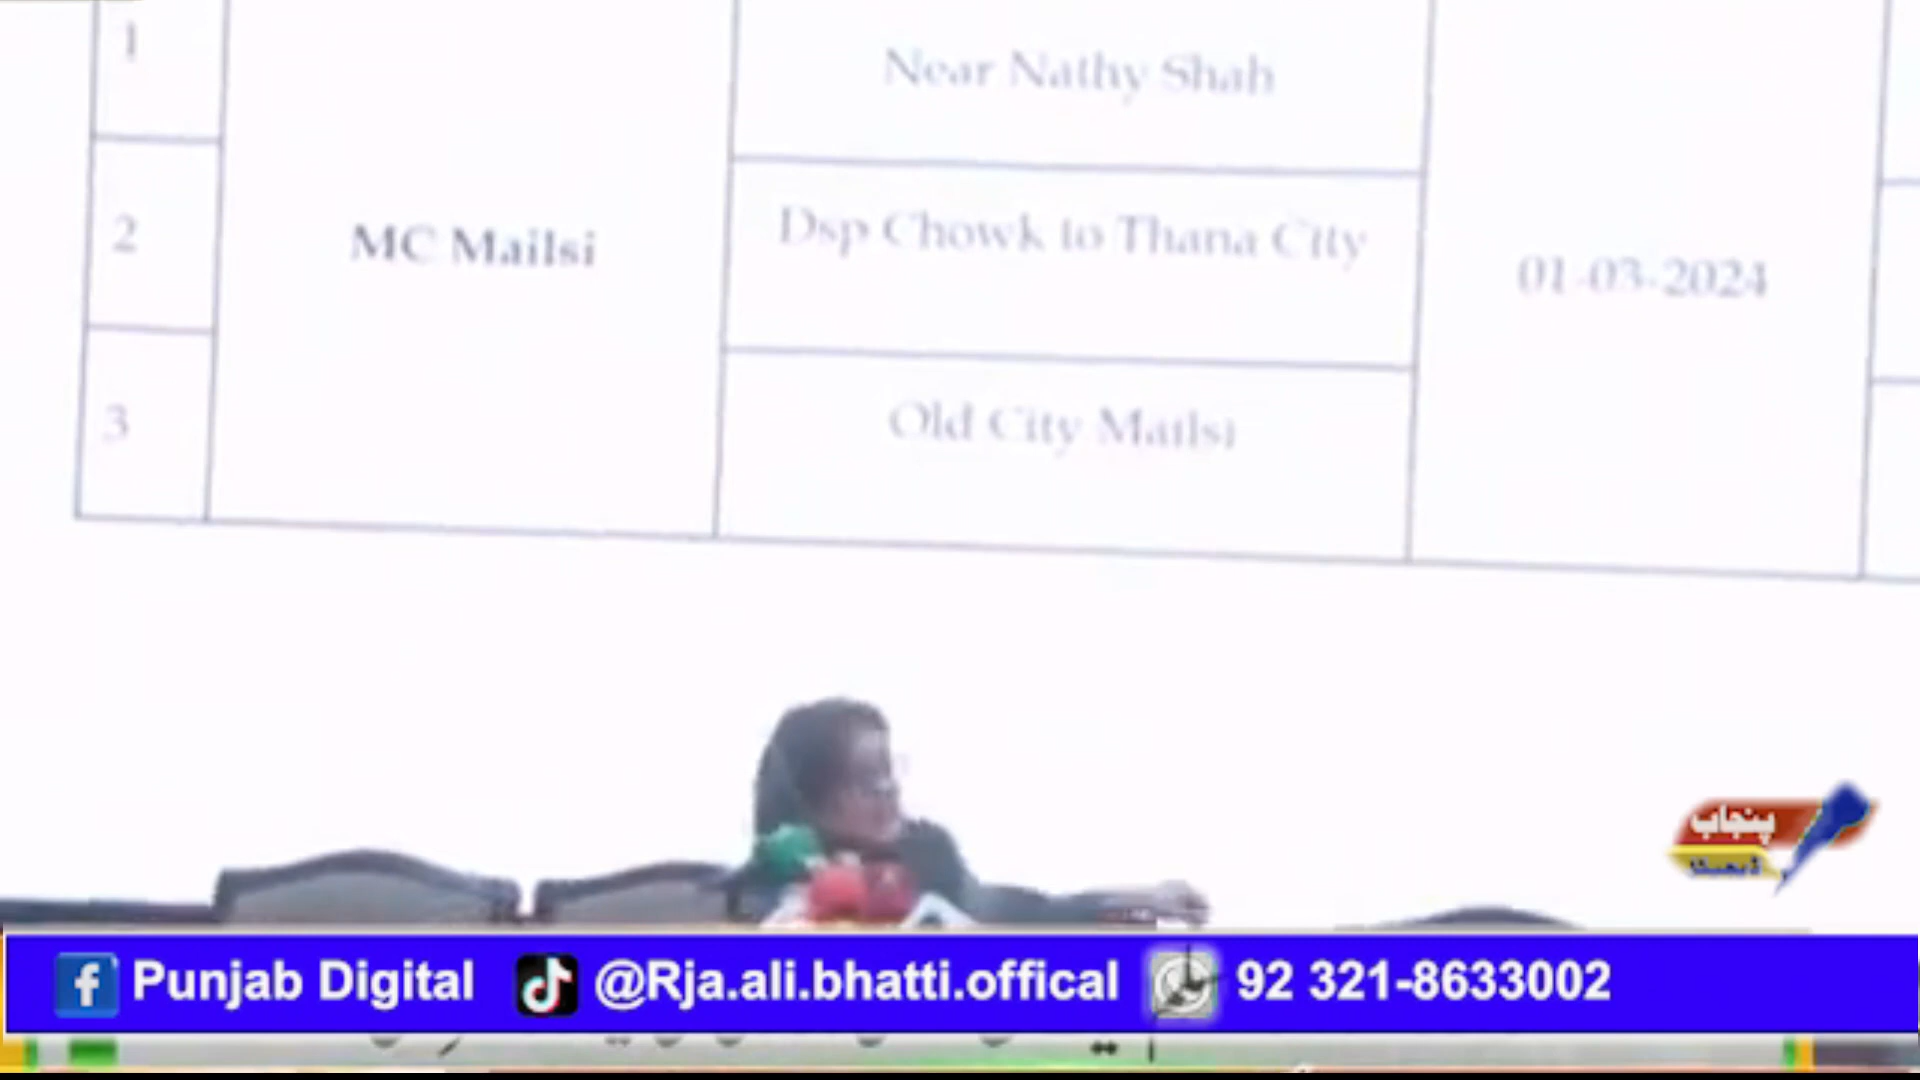 1
Near Nathy Shah
2
MC Mailsi
Dsp Chowk to Thana City
01-03-2024
3
Old City Mailsi
پنجاب
ڈیجیٹل
Punjab Digital
@Rja.ali.bhatti.offical
92 321-8633002